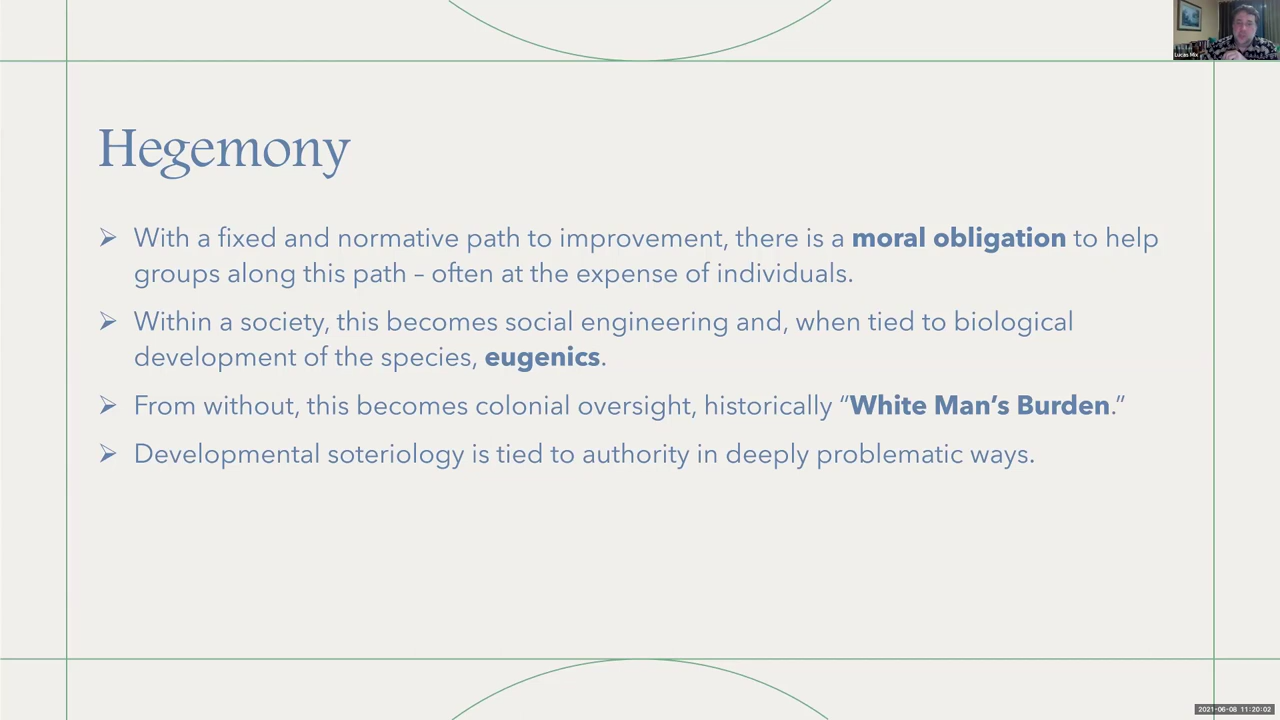 Lucas Mix
Hegemony
➢ With a fixed and normative path to improvement, there is a moral obligation to help
groups along this path – often at the expense of individuals.
➢ Within a society, this becomes social engineering and, when tied to biological
development of the species, eugenics.
➢ From without, this becomes colonial oversight, historically “White Man’s Burden.”
➢ Developmental soteriology is tied to authority in deeply problematic ways.
2021-06-08 11:20:02